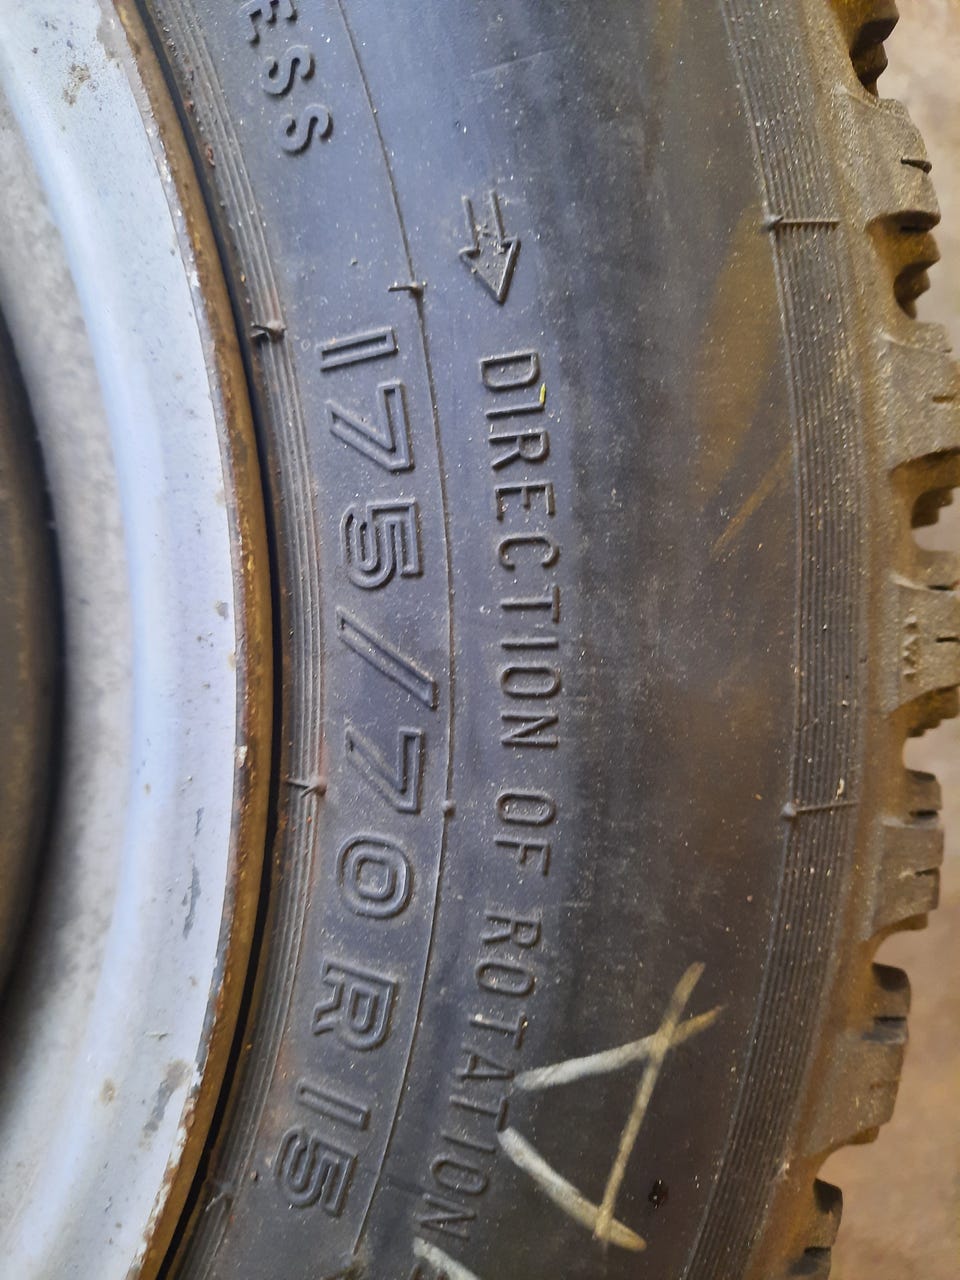 ESS
175/70R15
DIRECTION OF ROTATION